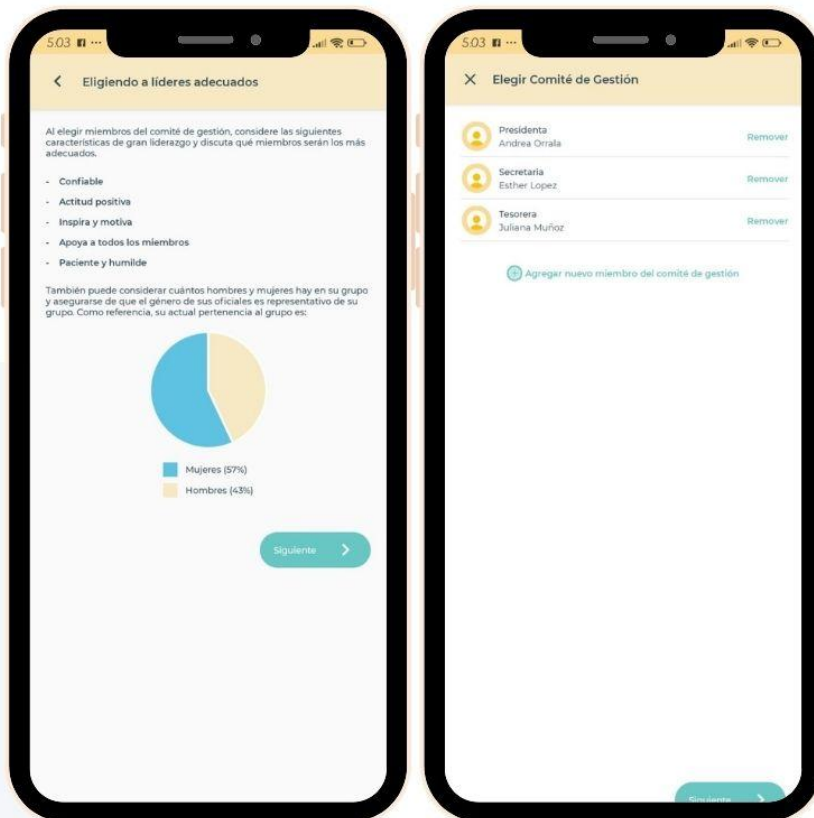 5:03
Eligiendo a líderes adecuados
Al elegir miembros del comité de gestión, considere las siguientes
características de gran liderazgo y discuta qué miembros serán los más
adecuados.
- Confiable
- Actitud positiva
- Inspira y motiva
- Apoya a todos los miembros
- Paciente y humilde
También puede considerar cuántos hombres y mujeres hay en su grupo
y asegurarse de que el género de sus oficiales es representativo de su
grupo. Como referencia, su actual pertenencia al grupo es:
Mujeres (57%)
Hombres (43%)
Siguiente
5:03
Elegir Comité de Gestión
Presidenta
Andrea Orrala
Remover
Secretaria
Esther Lopez
Remover
Tesorera
Juliana Muñoz
Remover
Agregar nuevo miembro del comité de gestión
Siguiente